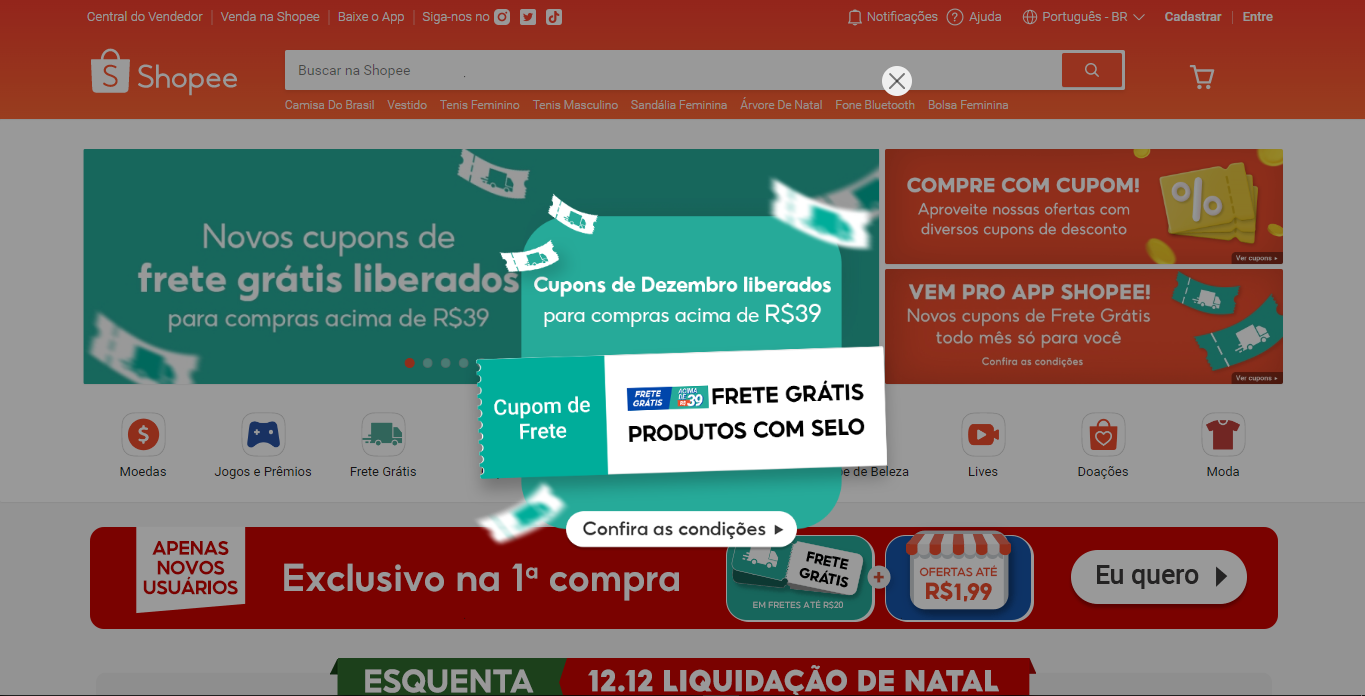 Central do Vendedor
Venda na Shopee
Baixe o App
Siga-nos no
Notificações
Ajuda
Português - BR
Cadastrar
Entre
Shopee
Buscar na Shopee
Camisa Do Brasil
Vestido
Tenis Feminino
Tenis Masculino
Sandália Feminina
Árvore De Natal
Fone Bluetooth
Bolsa Feminina
Novos cupons de
frete grátis liberados
para compras acima de R$39
COMPRE COM CUPOM!
Aproveite nossas ofertas com
diversos cupons de desconto
Ver cupons
VEM PRO APP SHOPEE!
Novos cupons de Frete Grátis
todo mês só para você
Confira as condições
Ver cupons
Cupons de Dezembro liberados
para compras acima de R$39
Cupom de
Frete
FRETE
GRÁTIS
ACIMA
DE
R$39
FRETE GRÁTIS
PRODUTOS COM SELO
Confira as condições
Moedas
Jogos e Prêmios
Frete Grátis
de Beleza
Lives
Doações
Moda
APENAS
NOVOS
USUÁRIOS
Exclusivo na 1ª compra
FRETE
GRÁTIS
EM FRETES ATÉ R$20
+
OFERTAS ATÉ
R$1,99
Eu quero
ESQUENTA
12.12 LIQUIDAÇÃO DE NATAL